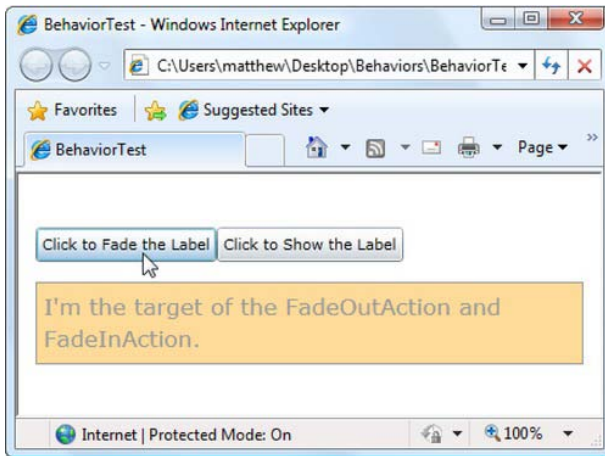 BehaviorTest - Windows Internet Explorer
C:\Users\matthew\Desktop\Behaviors\BehaviorTe
Favorites Suggested Sites
BehaviorTest Page »
Click to Fade the Label Click to Show the Label
I'm the target of the FadeOutAction and
FadeInAction.
Internet | Protected Mode: On 100%